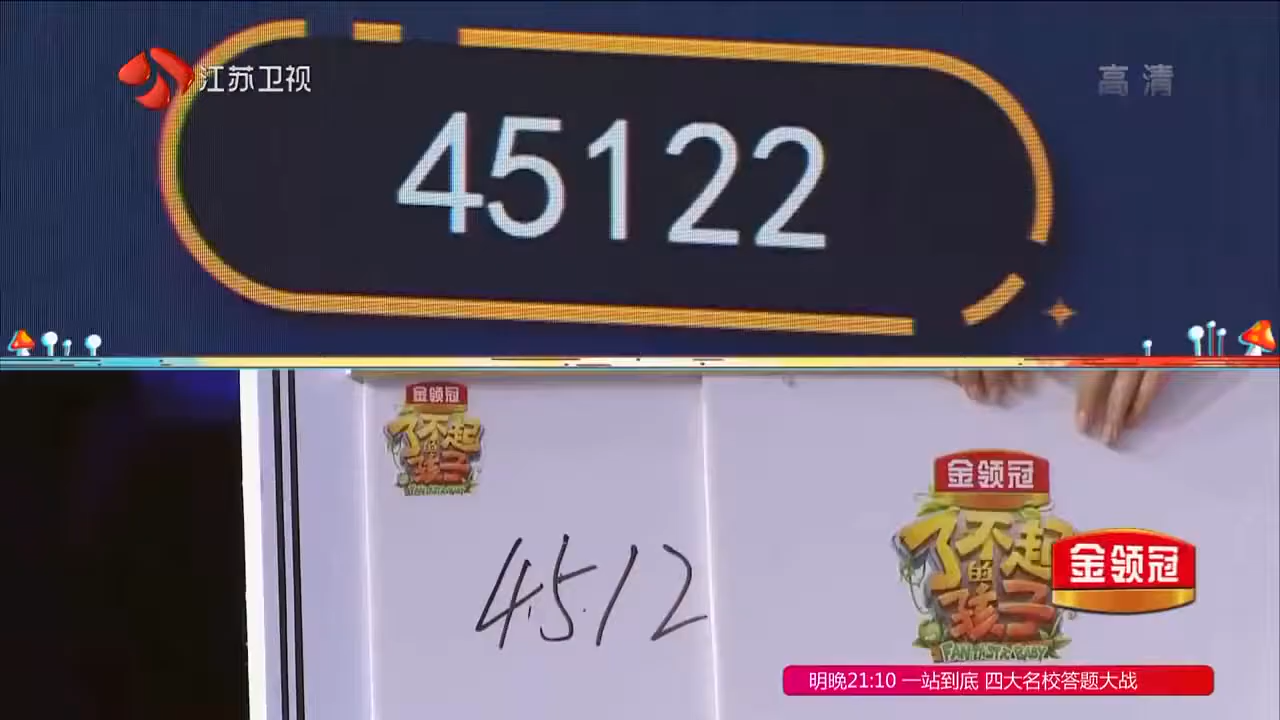 江苏卫视
高清
45122
金领冠
了不起
的
孩子
FANTASTIC BABY
4512
金领冠
了不起
的
孩子
FANTASTIC BABY
金领冠
明晚21:10 一站到底 四大名校答题大战